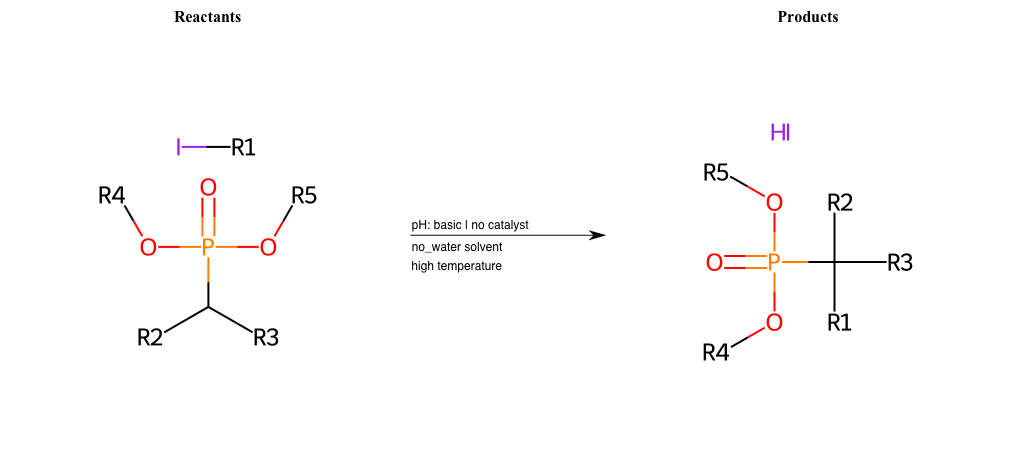 Reactants
Products
I R1
R4 O R5
O P O
R2 R3
pH: basic | no catalyst
no_water solvent
high temperature
HI
R5 O R2
O P R3
O R1
R4